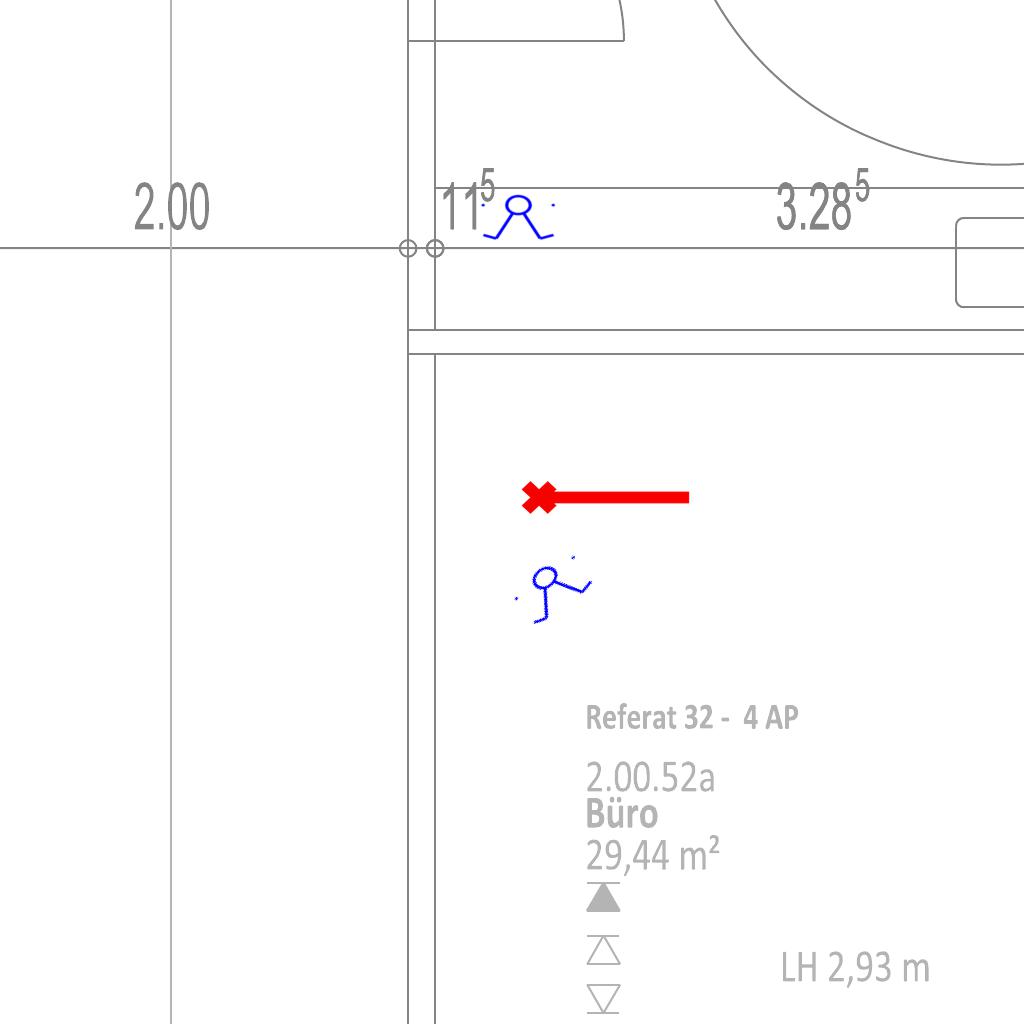 2.00
11⁵
3.28⁵
Referat 32 - 4 AP
2.00.52a
Büro
29,44 m²
LH 2,93 m